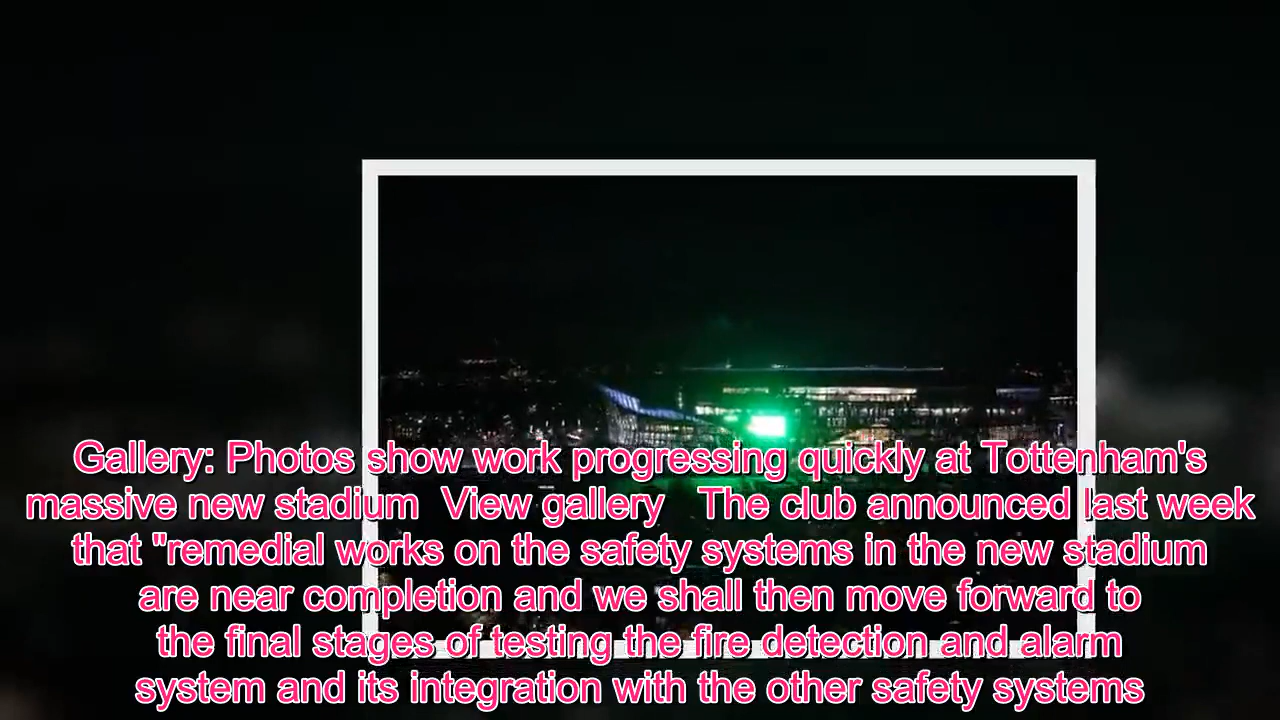 Gallery: Photos show work progressing quickly at Tottenham's
massive new stadium  View gallery   The club announced last week
that "remedial works on the safety systems in the new stadium
are near completion and we shall then move forward to
the final stages of testing the fire detection and alarm
system and its integration with the other safety systems